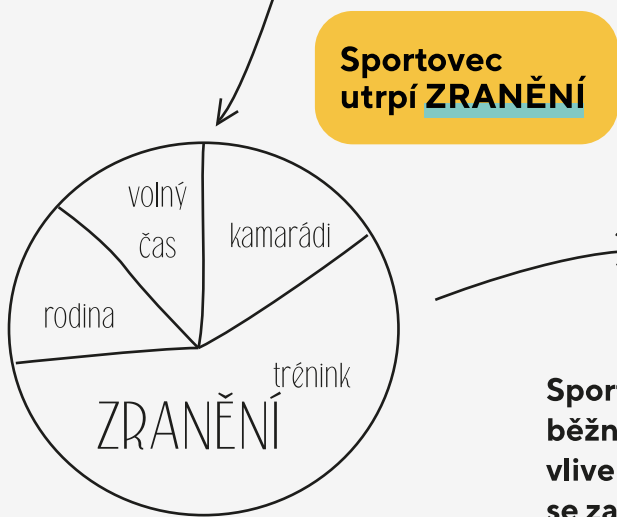 Sportovec
utrpí ZRANĚNÍ
volný
čas
kamarádi
rodina
trénink
ZRANĚNÍ